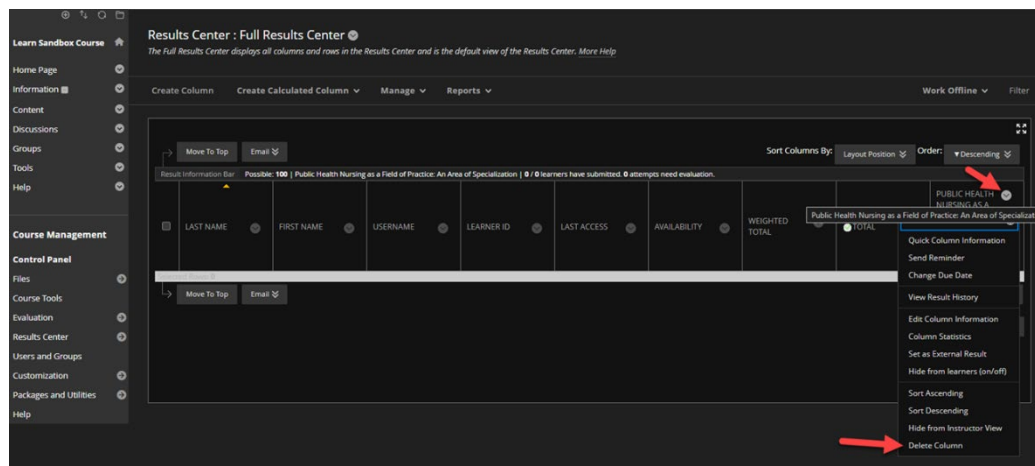 Learn Sandbox Course
Home Page
Information
Content
Discussions
Groups
Tools
Help
Course Management
Control Panel
Files
Course Tools
Evaluation
Results Center
Users and Groups
Customization
Packages and Utilities
Help
Results Center : Full Results Center
The Full Results Center displays all columns and rows in the Results Center and is the default view of the Results Center. More Help
Create Column Create Calculated Column Manage Reports Work Offline Filter
Move To Top Email Sort Columns By: Layout Position Order: Descending
Result Information Bar Possible: 100 | Public Health Nursing as a Field of Practice: An Area of Specialization | 0 / 0 learners have submitted. 0 attempts need evaluation.
PUBLIC HEALTH
NURSING AS A
Public Health Nursing as a Field of Practice: An Area of Specializat
LAST NAME FIRST NAME USERNAME LEARNER ID LAST ACCESS AVAILABILITY WEIGHTED TOTAL TOTAL
Selected Rows: 0
Move To Top Email
Quick Column Information
Send Reminder
Change Due Date
View Result History
Edit Column Information
Column Statistics
Set as External Result
Hide from learners (on/off)
Sort Ascending
Sort Descending
Hide from Instructor View
Delete Column